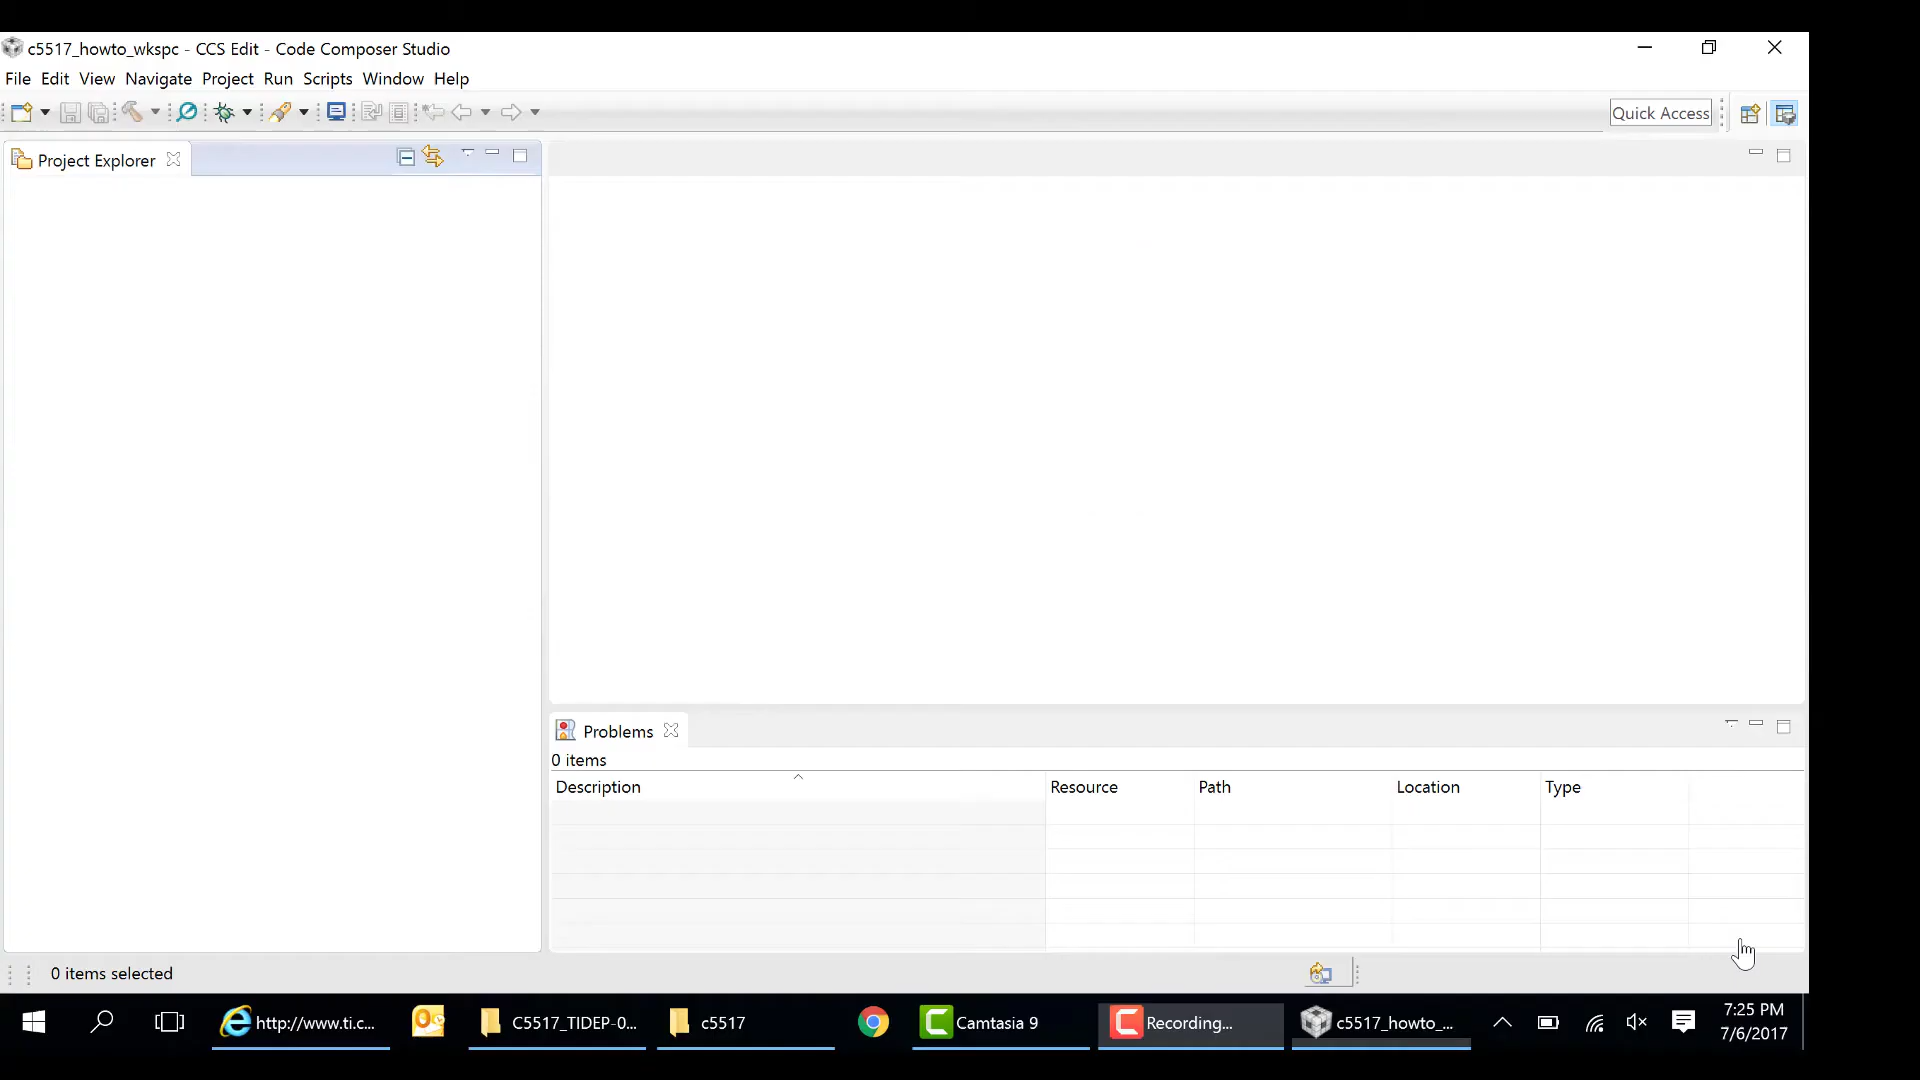 c5517_howto_wkspc - CCS Edit - Code Composer Studio
File Edit View Navigate Project Run Scripts Window Help
Quick Access
Project Explorer
Problems
0 items
Description Resource Path Location Type
0 items selected
http://www.ti.c... C5517_TIDEP-0... c5517 Camtasia 9 Recording... c5517_howto_...
7:25 PM
7/6/2017